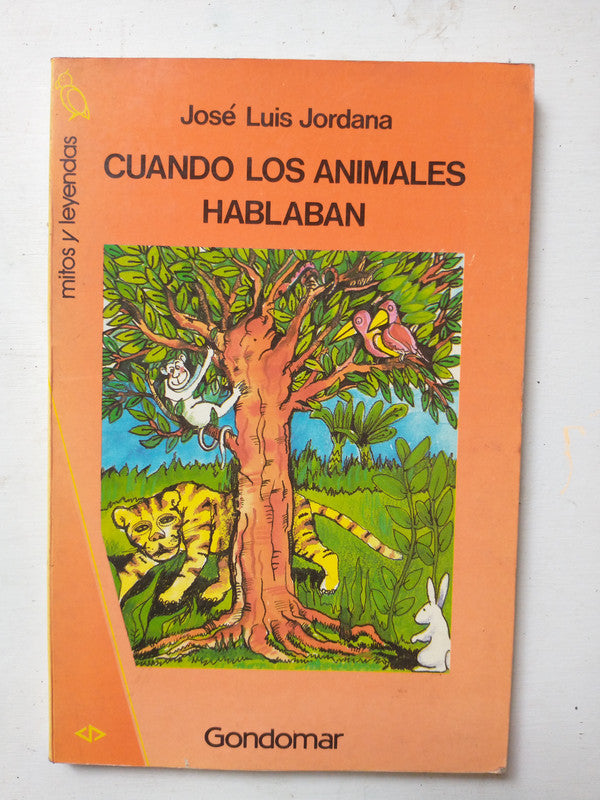 José Luis Jordana
CUANDO LOS ANIMALES
HABLABAN
mitos y leyendas
Gondomar